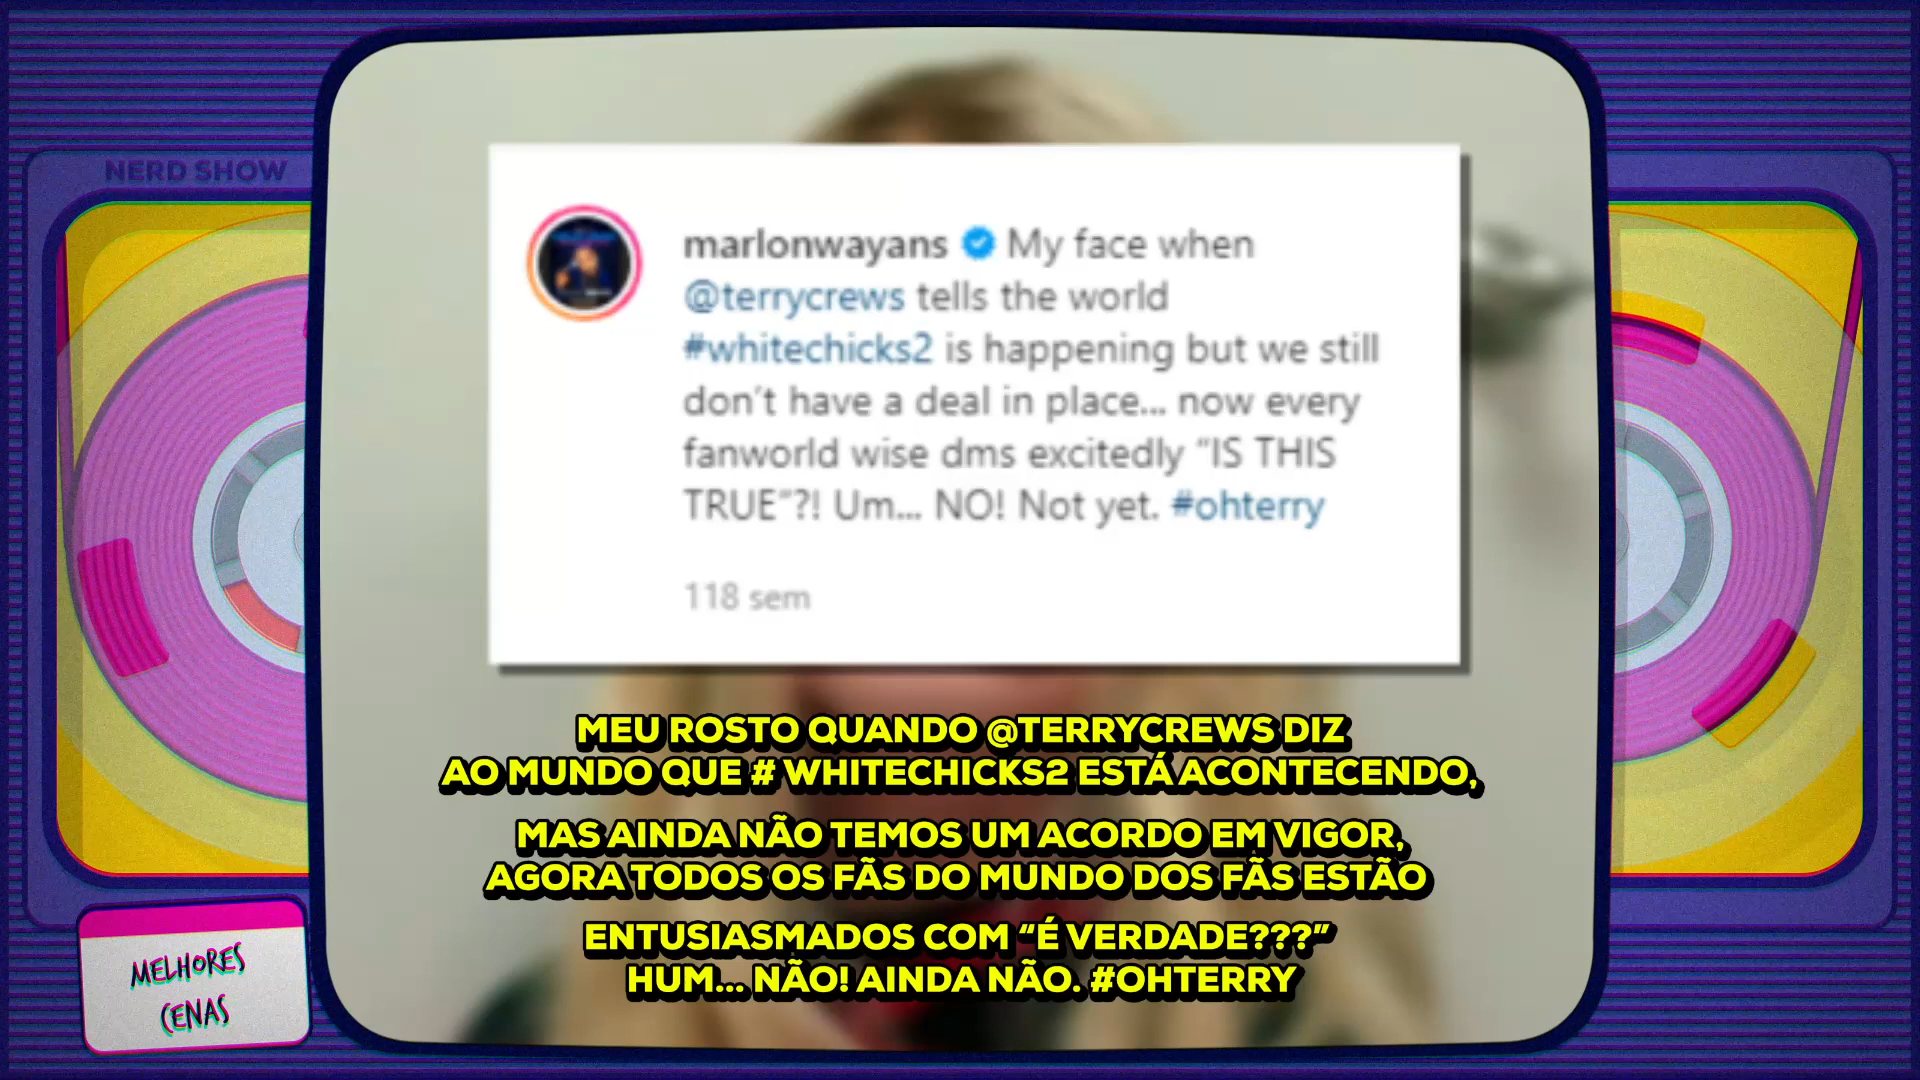 NERD SHOW
marlonwayans My face when
@terrycrews tells the world
#whitechicks2 is happening but we still
don't have a deal in place... now every
fanworld wise dms excitedly "IS THIS
TRUE"?! Um... NO! Not yet. #ohterry
118 sem
MEU ROSTO QUANDO @TERRYCREWS DIZ
AO MUNDO QUE # WHITECHICKS2 ESTÁ ACONTECENDO,
MAS AINDA NÃO TEMOS UM ACORDO EM VIGOR,
AGORA TODOS OS FÃS DO MUNDO DOS FÃS ESTÃO
ENTUSIASMADOS COM “É VERDADE???”
HUM... NÃO! AINDA NÃO. #OHTERRY
MELHORES
CENAS